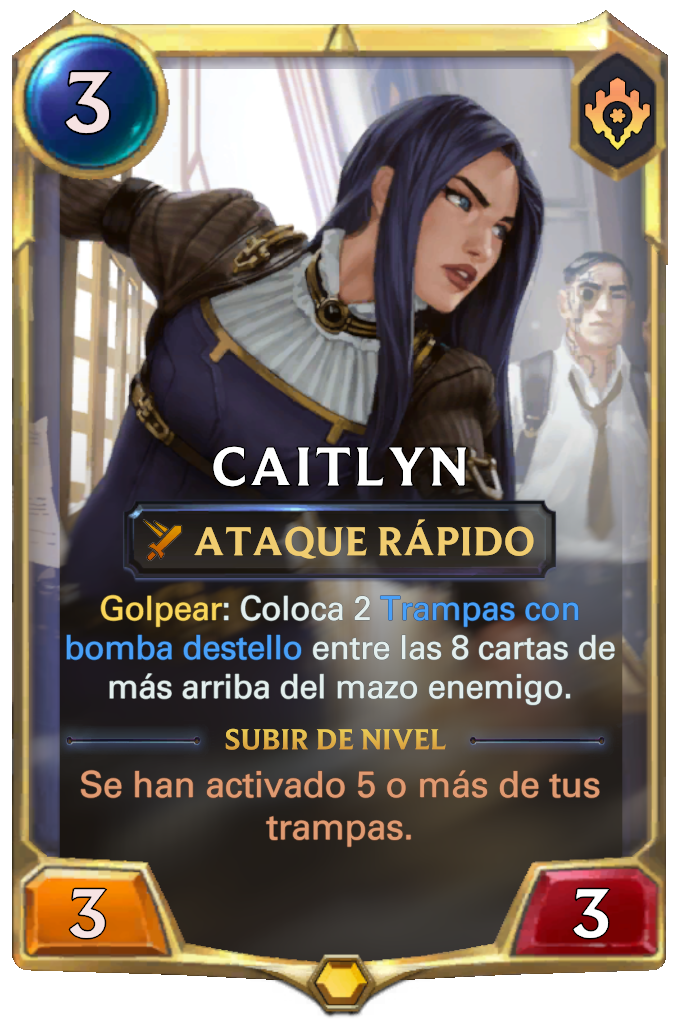 3
CAITLYN
ATAQUE RÁPIDO
Golpear: Coloca 2 Trampas con
bomba destello entre las 8 cartas de
más arriba del mazo enemigo.
SUBIR DE NIVEL
Se han activado 5 o más de tus
trampas.
3
3